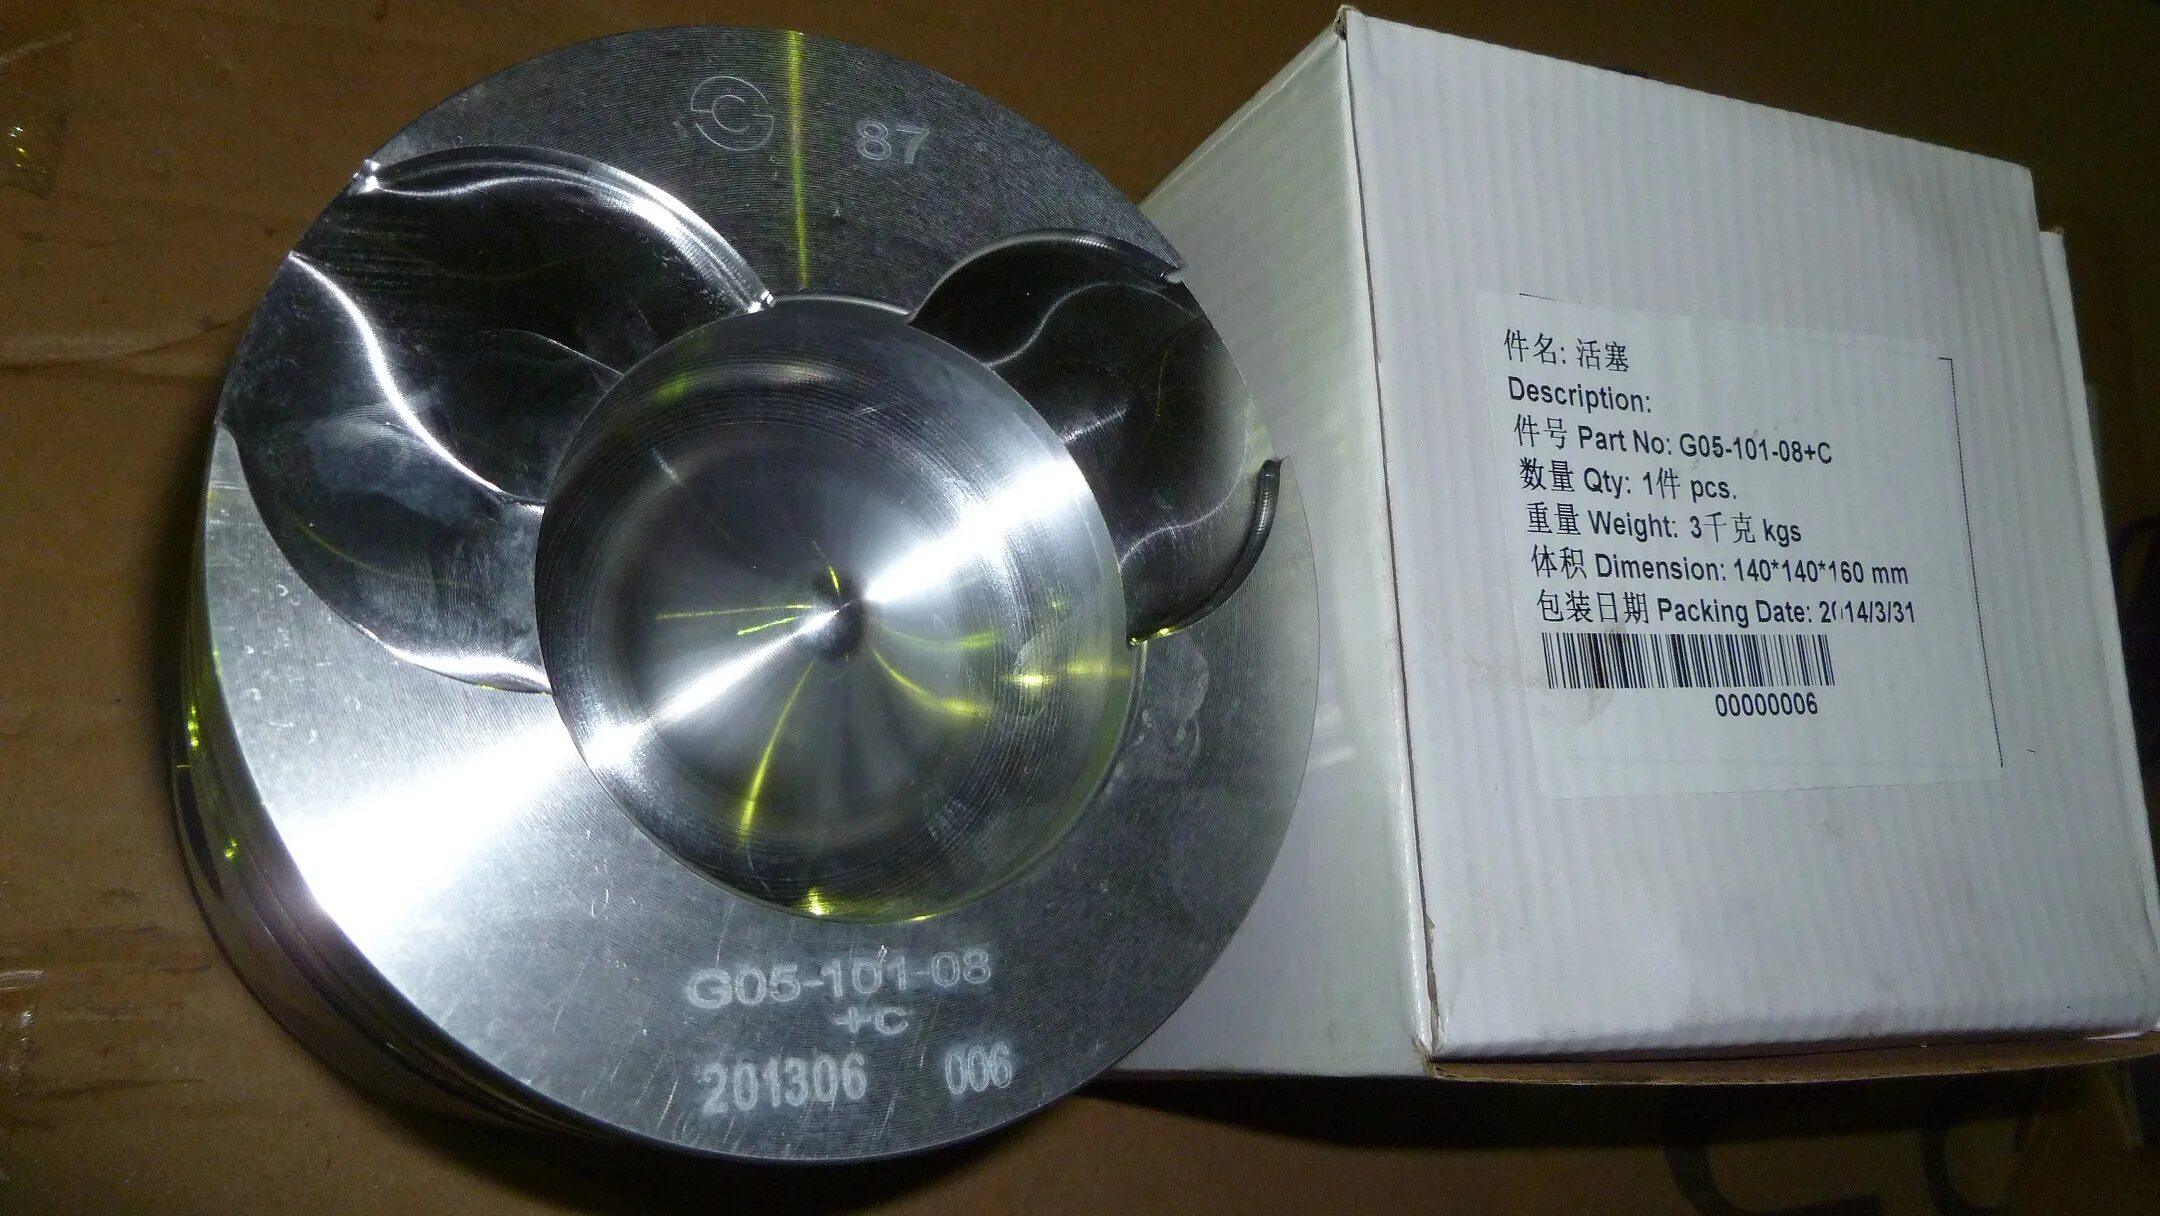 C 87
G05-101-08
+C
201306 006
件名: 活塞
Description:
件号 Part No: G05-101-08+C
数量 Qty: 1件 pcs.
重量 Weight: 3千克 kgs
体积 Dimension: 140*140*160 mm
包装日期 Packing Date: 2014/3/31
00000006